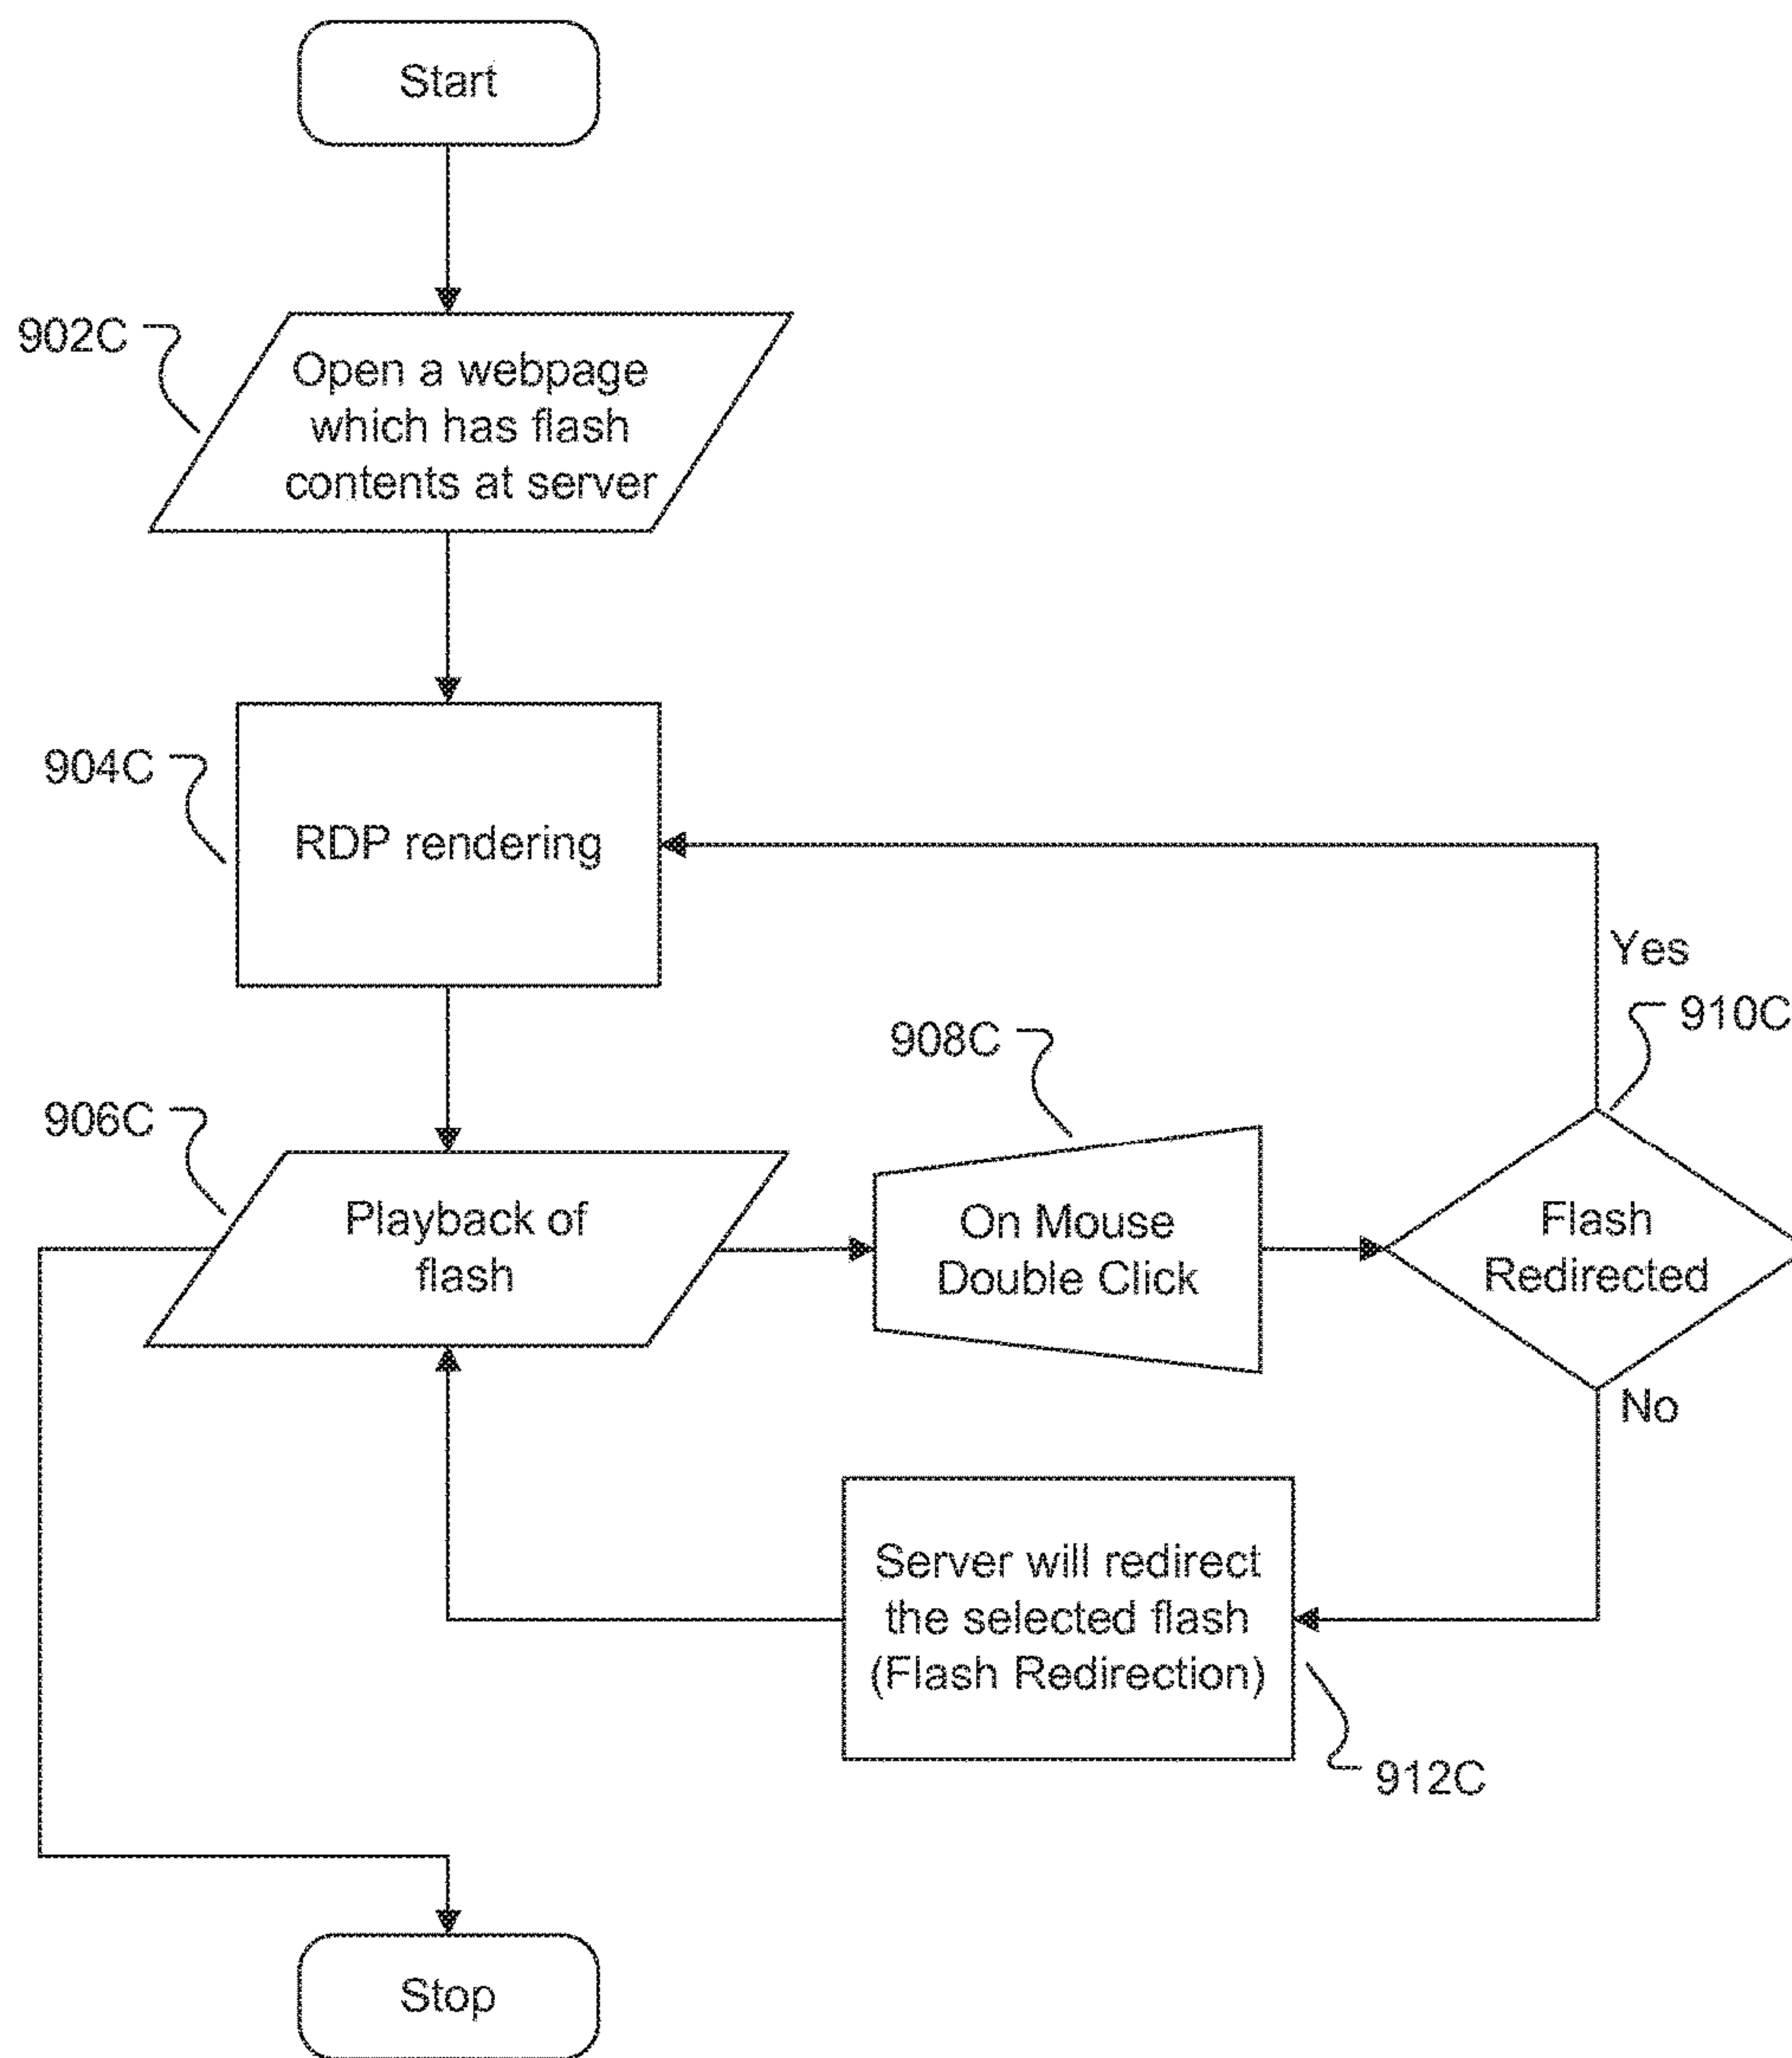 Start
902C
Open a webpage
which has flash
contents at server
904C
RDP rendering
Yes
910C
908C
906C
Playback of
flash
On Mouse
Double Click
Flash
Redirected
No
Server will redirect
the selected flash
(Flash Redirection)
912C
Stop